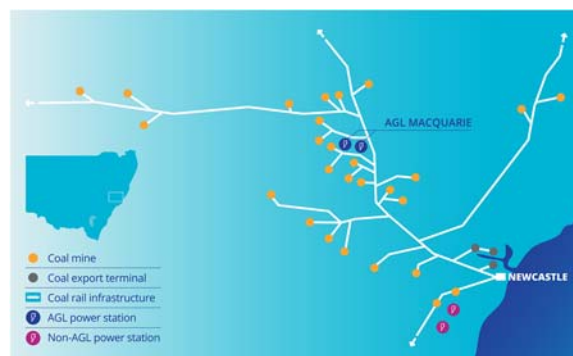 AGL MACQUARIE
NEWCASTLE
Coal mine
Coal export terminal
Coal rail infrastructure
AGL power station
Non-AGL power station